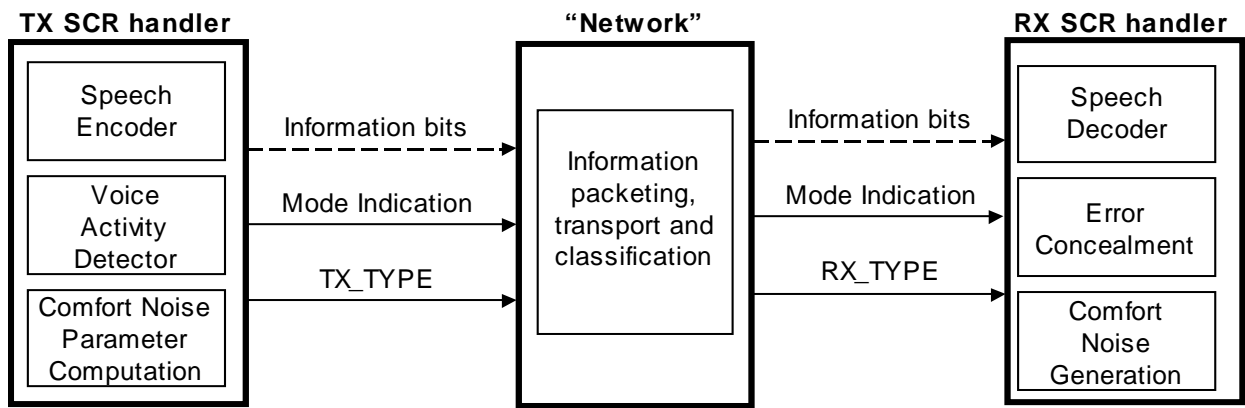 TX SCR handler
Speech
Encoder
Voice
Activity
Detector
Comfort Noise
Parameter
Computation
Information bits
Mode Indication
TX_TYPE
“Network”
Information
packeting,
transport and
classification
Information bits
Mode Indication
RX_TYPE
RX SCR handler
Speech
Decoder
Error
Concealment
Comfort
Noise
Generation